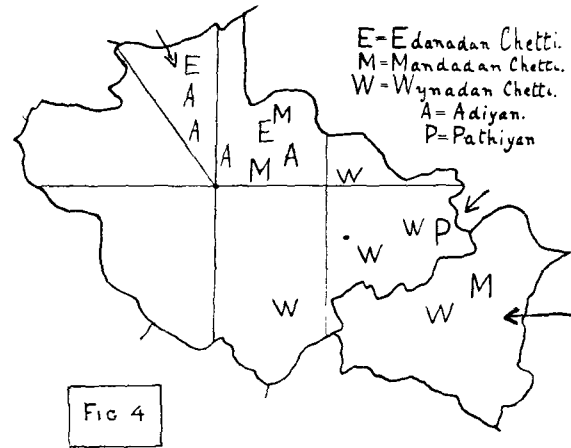 E=Edanadan Chetti.
M=Mandadan Chetti.
W=Wynadan Chetti.
A=Adiyan.
P=Pathiyan
E
A
M
A
E
A
M
A
W
W
P
W
M
W
W
FIG 4